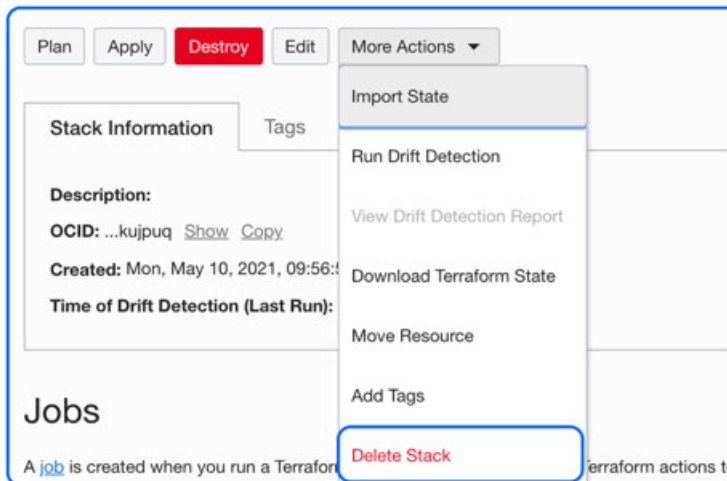 Plan Apply Destroy Edit More Actions
Import State
Stack Information Tags
Run Drift Detection
Description:
View Drift Detection Report
OCID: ...kujpuq Show Copy
Created: Mon, May 10, 2021, 09:56:
Download Terraform State
Time of Drift Detection (Last Run):
Move Resource
Add Tags
Jobs
Delete Stack
A job is created when you run a Terraform actions